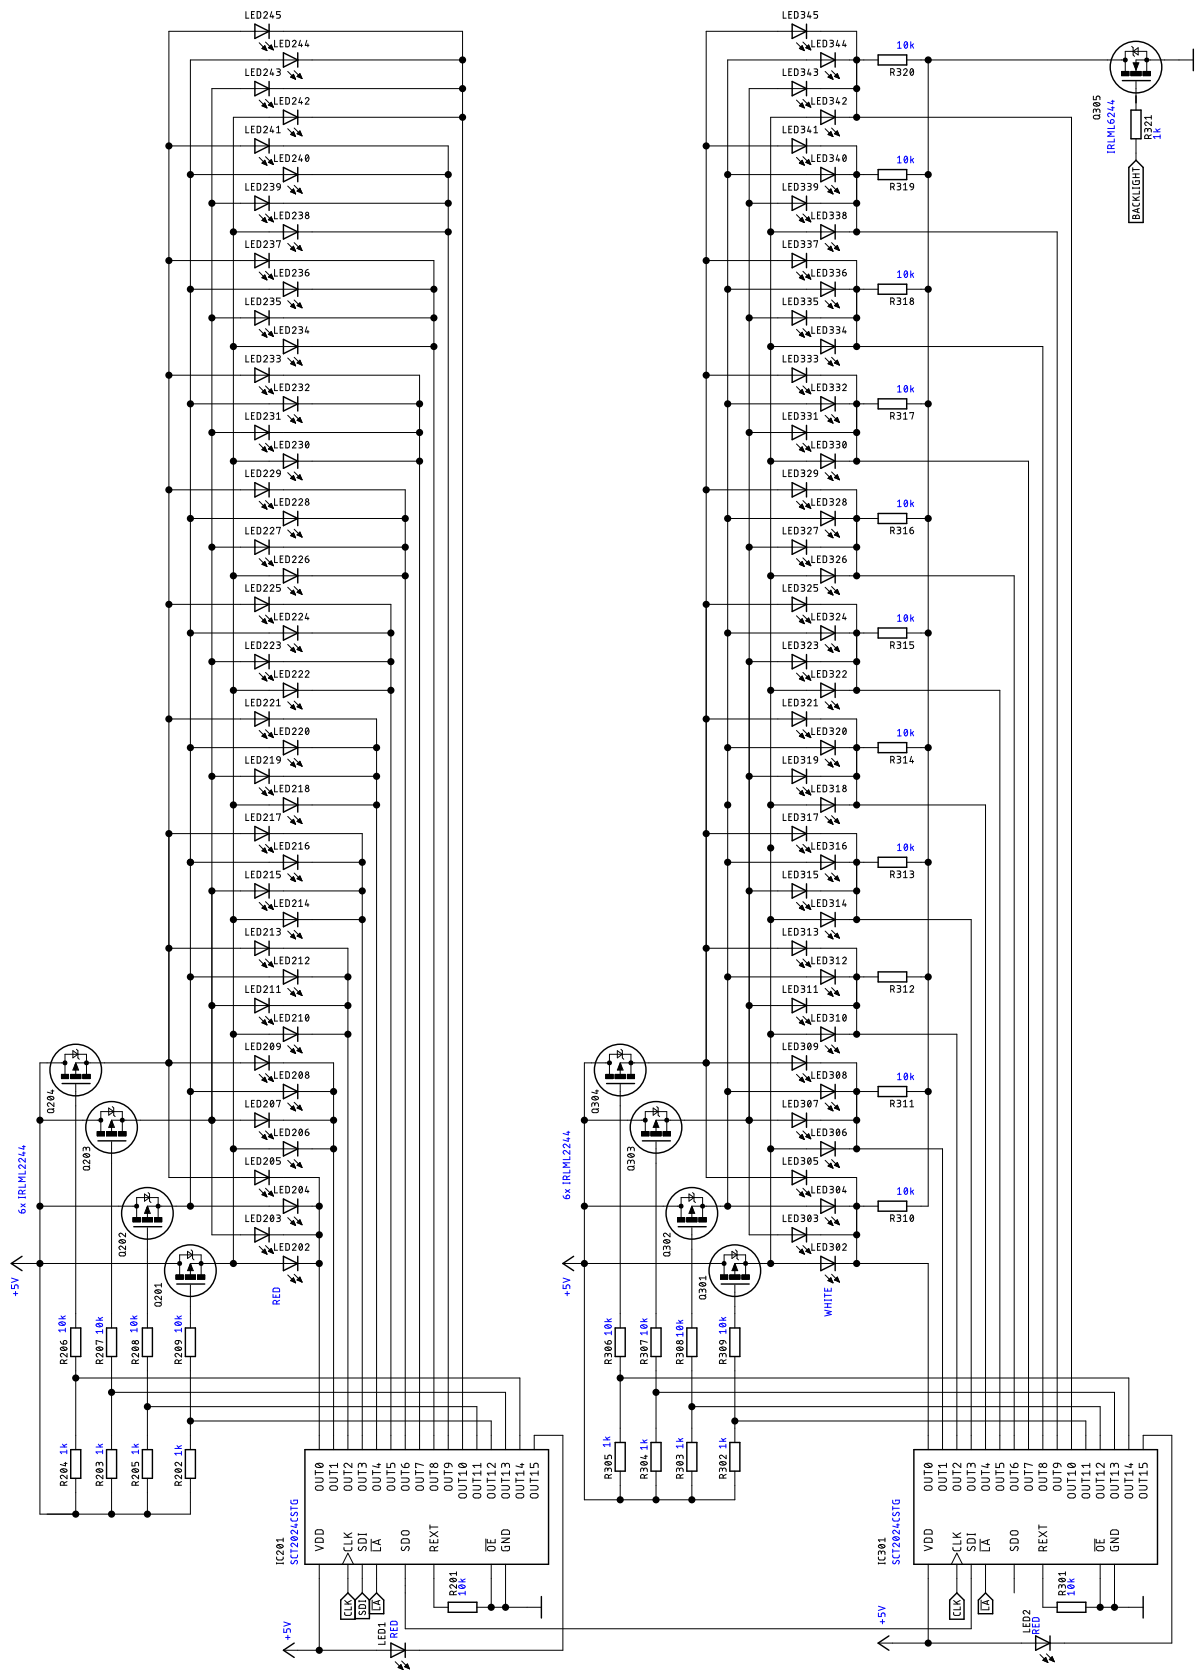 LED245
LED244
LED243
LED242
LED241
LED240
LED239
LED238
LED237
LED236
LED235
LED234
LED233
LED232
LED231
LED230
LED229
LED228
LED227
LED226
LED225
LED224
LED223
LED222
LED221
LED220
LED219
LED218
LED217
LED216
LED215
LED214
LED213
LED212
LED211
LED210
LED209
LED208
LED207
LED206
LED205
LED204
LED203
LED202
RED
Q204
Q203
Q202
Q201
6x IRLML2244
+5V
R206 10k
R207 10k
R208 10k
R209 10k
R204 1k
R203 1k
R205 1k
R202 1k
IC201
SCT2024CSTG
OUT0
OUT1
OUT2
OUT3
OUT4
OUT5
OUT6
OUT7
OUT8
OUT9
OUT10
OUT11
OUT12
OUT13
OUT14
OUT15
VDD
CLK
SDI
LA
SDO
REXT
OE
GND
CLK
SDI
LA
R201
10k
+5V
LED1
RED
LED345
LED344
LED343
LED342
LED341
LED340
LED339
LED338
LED337
LED336
LED335
LED334
LED333
LED332
LED331
LED330
LED329
LED328
LED327
LED326
LED325
LED324
LED323
LED322
LED321
LED320
LED319
LED318
LED317
LED316
LED315
LED314
LED313
LED312
LED311
LED310
LED309
LED308
LED307
LED306
LED305
LED304
LED303
LED302
WHITE
10k
R320
10k
R319
10k
R318
10k
R317
10k
R316
10k
R315
10k
R314
10k
R313
R312
10k
R311
10k
R310
Q305
IRLML6244
R321
1k
BACKLIGHT
Q304
Q303
Q302
Q301
6x IRLML2244
+5V
R306 10k
R307 10k
R308 10k
R309 10k
R305 1k
R304 1k
R303 1k
R302 1k
IC301
SCT2024CSTG
OUT0
OUT1
OUT2
OUT3
OUT4
OUT5
OUT6
OUT7
OUT8
OUT9
OUT10
OUT11
OUT12
OUT13
OUT14
OUT15
VDD
CLK
SDI
LA
SDO
REXT
OE
GND
CLK
LA
R301
10k
+5V
LED2
RED